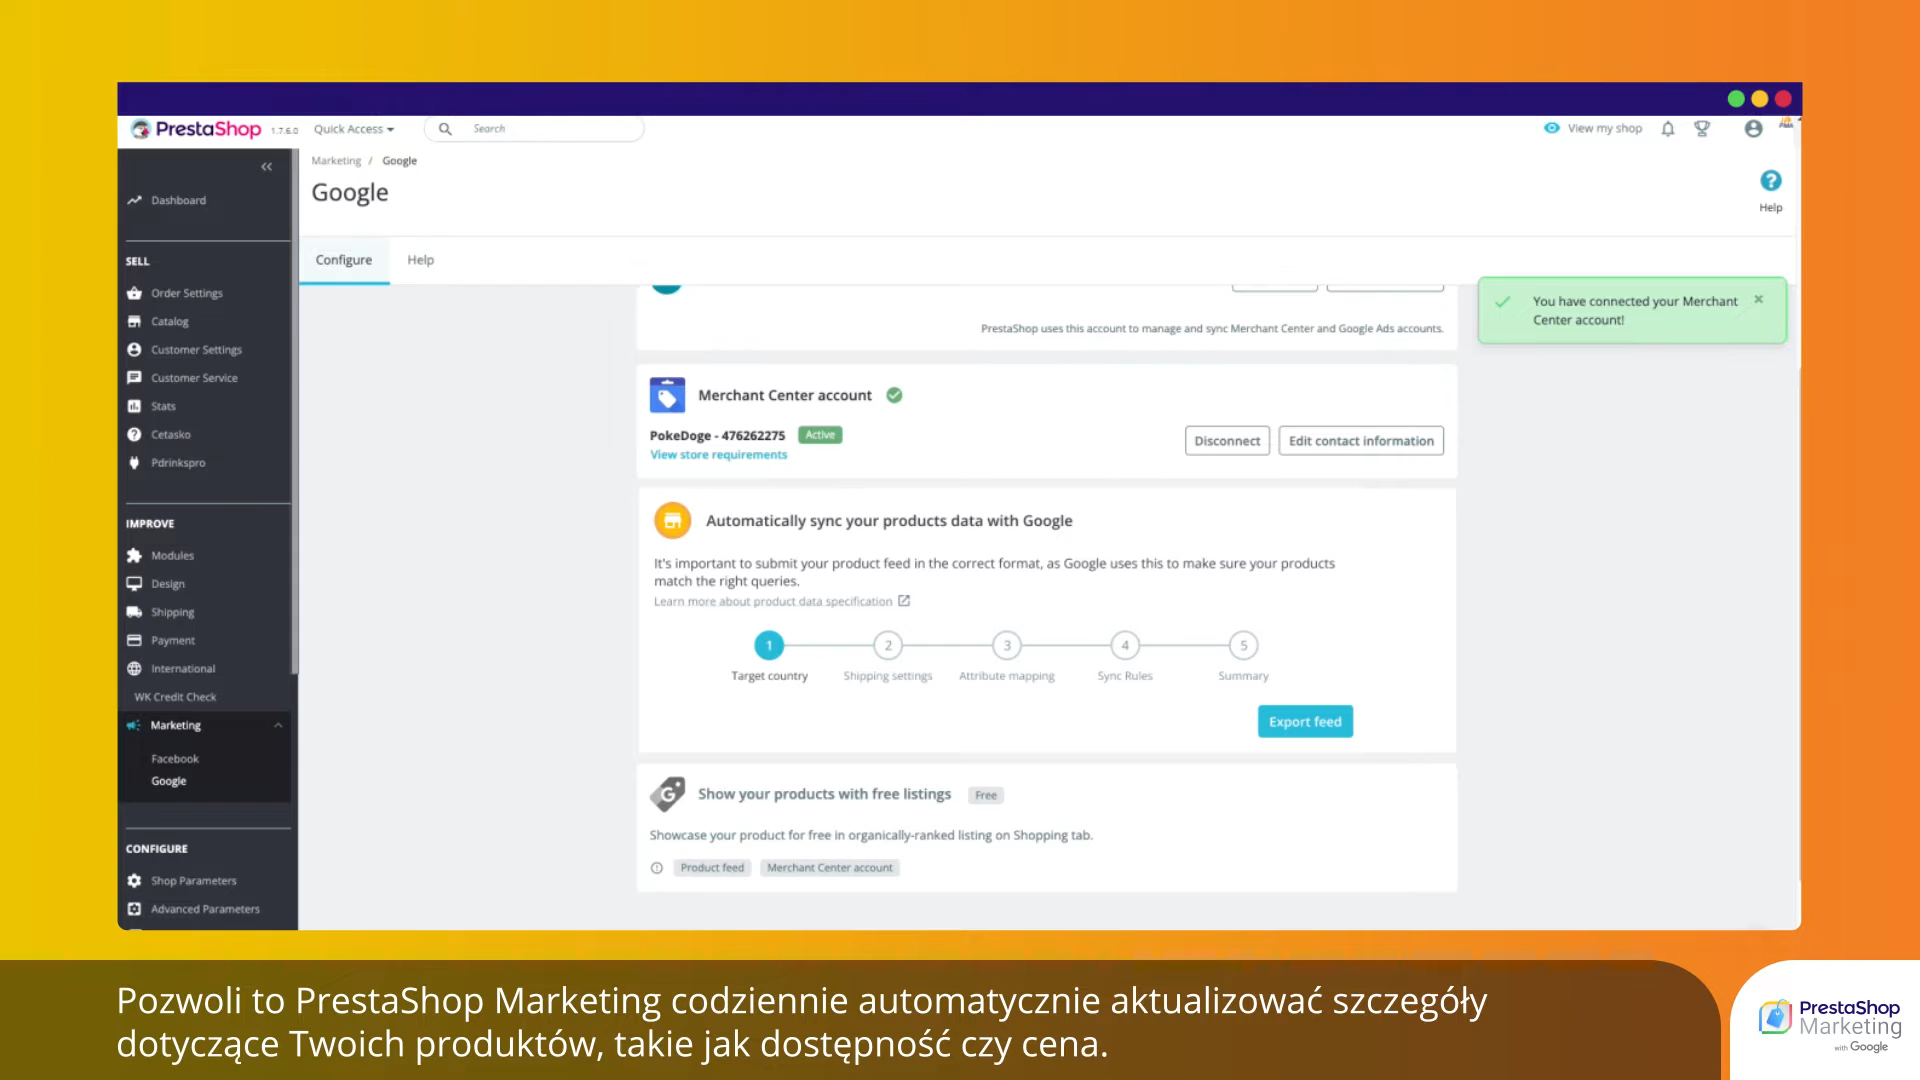 PrestaShop 1.7.6.0 Quick Access Search View my shop
Marketing / Google
Google
Help
Configure Help
Dashboard
SELL
Order Settings
Catalog
Customer Settings
Customer Service
Stats
Cetasko
Pdrinkspro
IMPROVE
Modules
Design
Shipping
Payment
International
WK Credit Check
Marketing
Facebook
Google
CONFIGURE
Shop Parameters
Advanced Parameters
You have connected your Merchant
Center account!
PrestaShop uses this account to manage and sync Merchant Center and Google Ads accounts.
Merchant Center account
PokeDoge - 476262275 Active
View store requirements
Disconnect Edit contact information
Automatically sync your products data with Google
It's important to submit your product feed in the correct format, as Google uses this to make sure your products
match the right queries.
Learn more about product data specification
1 2 3 4 5
Target country Shipping settings Attribute mapping Sync Rules Summary
Export feed
Show your products with free listings Free
Showcase your product for free in organically-ranked listing on Shopping tab.
Product feed Merchant Center account
Pozwoli to PrestaShop Marketing codziennie automatycznie aktualizować szczegóły
dotyczące Twoich produktów, takie jak dostępność czy cena.
PrestaShop
Marketing
with Google